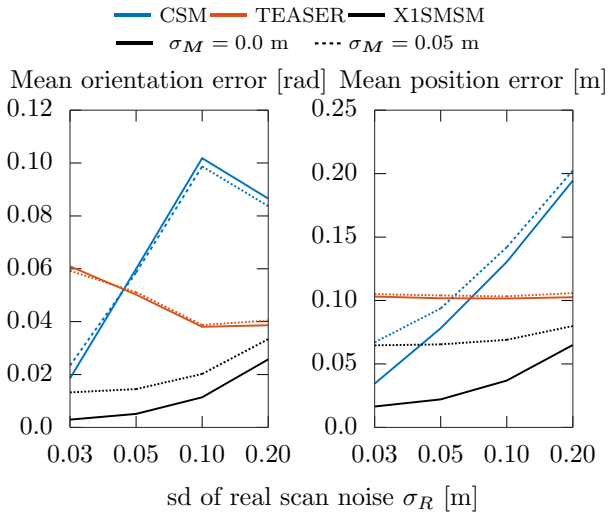 CSM TEASER X1SMSM
σ_M = 0.0 m σ_M = 0.05 m
Mean orientation error [rad] Mean position error [m]
0.12 0.25
0.10 0.20
0.08 0.15
0.06 0.10
0.04 0.05
0.02 0.0
0.0
0.03 0.05 0.10 0.20 0.03 0.05 0.10 0.20
sd of real scan noise σ_R [m]